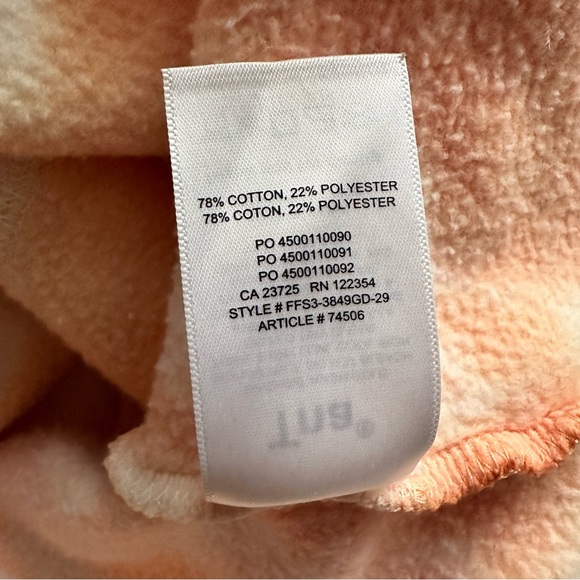 78% COTTON, 22% POLYESTER
78% COTON, 22% POLYESTER
PO 4500110090
PO 4500110091
PO 4500110092
CA 23725 RN 122354
STYLE # FFS3-3849GD-29
ARTICLE # 74506
Tna®